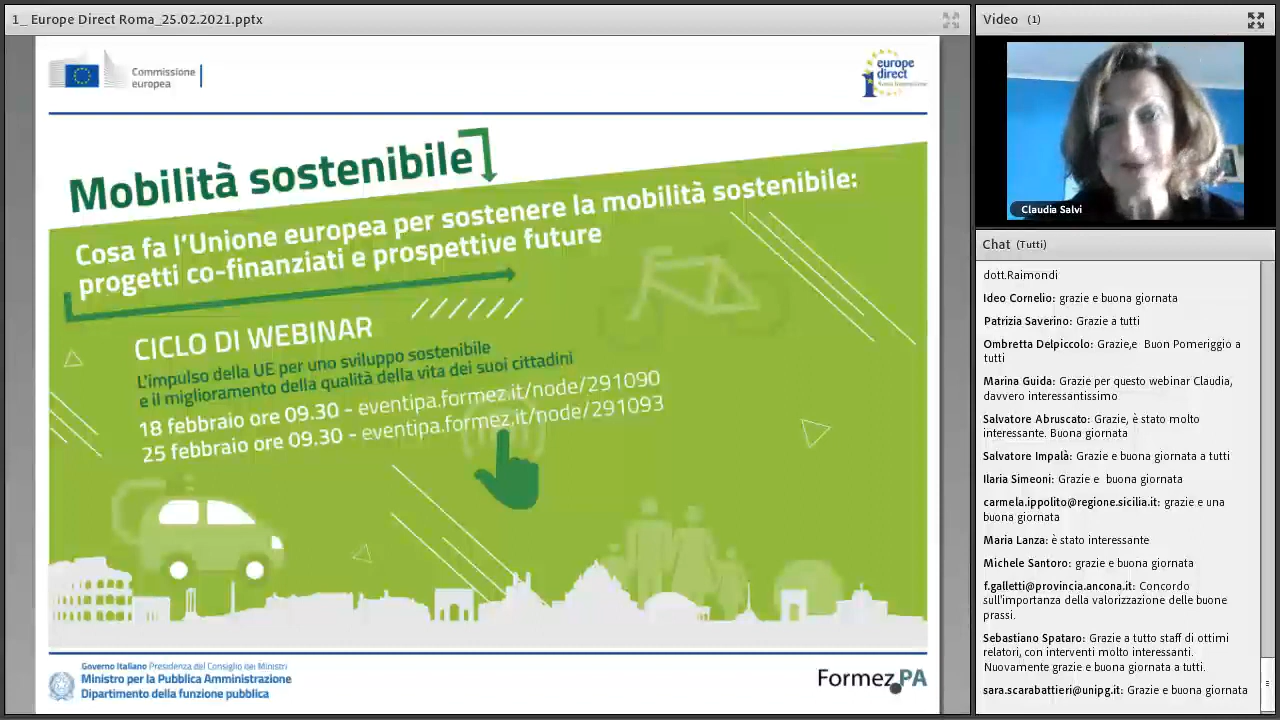 1_ Europe Direct Roma_25.02.2021.pptx
Commissione
europea
europe
direct
Mobilità sostenibile
Cosa fa l'Unione europea per sostenere la mobilità sostenibile:
progetti co-finanziati e prospettive future
CICLO DI WEBINAR
L'impulso della UE per uno sviluppo sostenibile
e il miglioramento della qualità della vita dei suoi cittadini
18 febbraio ore 09.30 - eventipa.formez.it/node/291090
25 febbraio ore 09.30 - eventipa.formez.it/node/291093
Governo Italiano Presidenza del Consiglio dei Ministri
Ministro per la Pubblica Amministrazione
Dipartimento della funzione pubblica
Formez PA
Video (1)
Claudia Salvi
Chat (Tutti)
dott.Raimondi
Ideo Cornelio: grazie e buona giornata
Patrizia Saverino: Grazie a tutti
Ombretta Delpiccolo: Grazie,e Buon Pomeriggio a
tutti
Marina Guida: Grazie per questo webinar Claudia,
davvero interessantissimo
Salvatore Abruscato: Grazie, è stato molto
interessante. Buona giornata
Salvatore Impalà: Grazie e buona giornata a tutti
Ilaria Simeoni: Grazie e buona giornata
carmela.ippolito@regione.sicilia.it: grazie e una
buona giornata
Maria Lanza: è stato interessante
Michele Santoro: grazie e buona giornata
f.galletti@provincia.ancona.it: Concordo
sull'importanza della valorizzazione delle buone
prassi.
Sebastiano Spataro: Grazie a tutto staff di ottimi
relatori, con interventi molto interessanti.
Nuovamente grazie e buona giornata a tutti.
sara.scarabattieri@unipg.it: Grazie e buona giornata